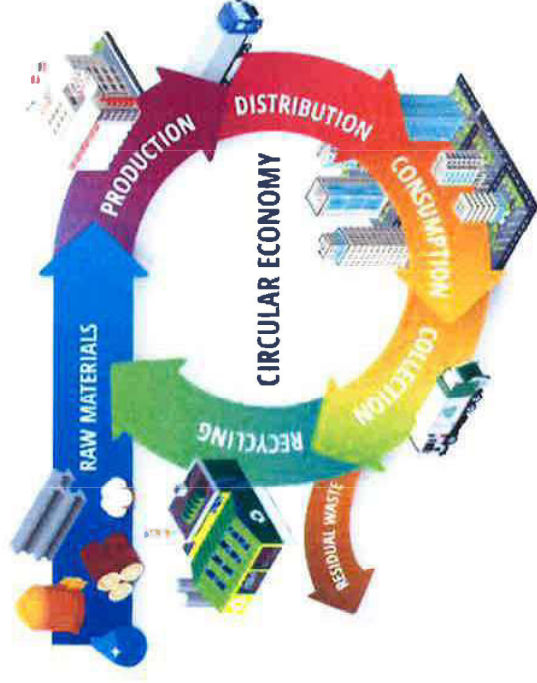 RAW MATERIALS
PRODUCTION
DISTRIBUTION
CONSUMPTION
COLLECTION
RECYCLING
RESIDUAL WASTE
CIRCULAR ECONOMY